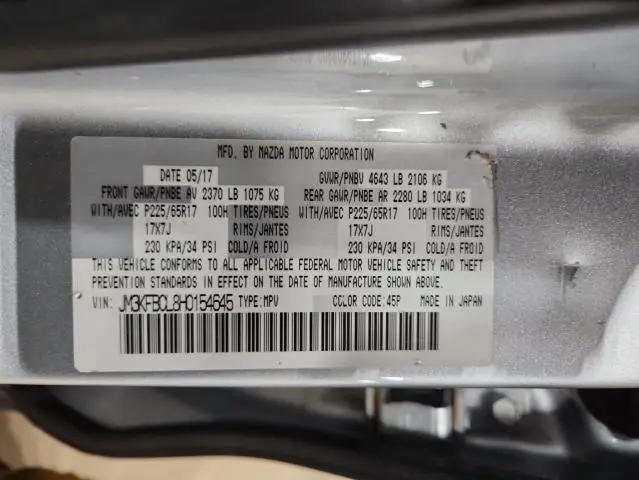 MFD. BY MAZDA MOTOR CORPORATION
DATE 05/17 GVWR/PNBV 4643 LB 2106 KG
FRONT GAWR/PNBE AV 2370 LB 1075 KG REAR GAWR/PNBE AR 2280 LB 1034 KG
WITH/AVEC P225/65R17 100H TIRES/PNEUS WITH/AVEC P225/65R17 100H TIRES/PNEUS
17X7J RIMS/JANTES 17X7J RIMS/JANTES
230 KPA/34 PSI COLD/A FROID 230 KPA/34 PSI COLD/A FROID
THIS VEHICLE CONFORMS TO ALL APPLICABLE FEDERAL MOTOR VEHICLE SAFETY AND THEFT
PREVENTION STANDARDS IN EFFECT ON THE DATE OF MANUFACTURE SHOWN ABOVE.
VIN: JM3KFBCL8H0154645 TYPE:MPV COLOR CODE:45P MADE IN JAPAN